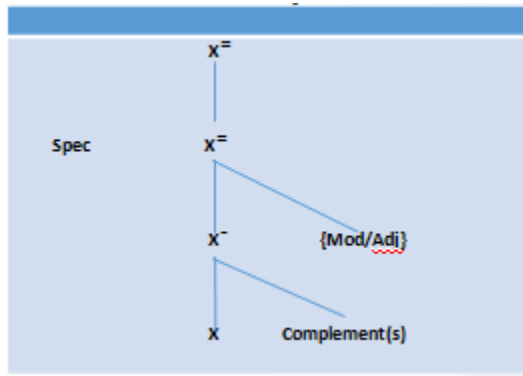 X=
Spec X=
X- {Mod/Adj}
X Complement(s)